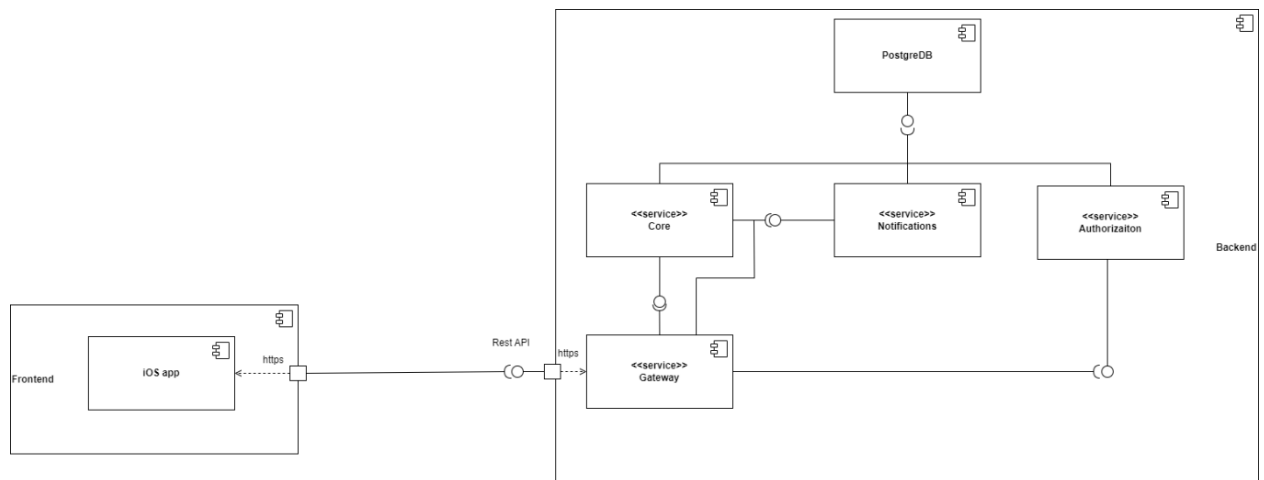 PostgreDB
<<service>>
Core
<<service>>
Notifications
<<service>>
Authorizaiton
Backend
Rest API
https
<<service>>
Gateway
https
iOS app
Frontend